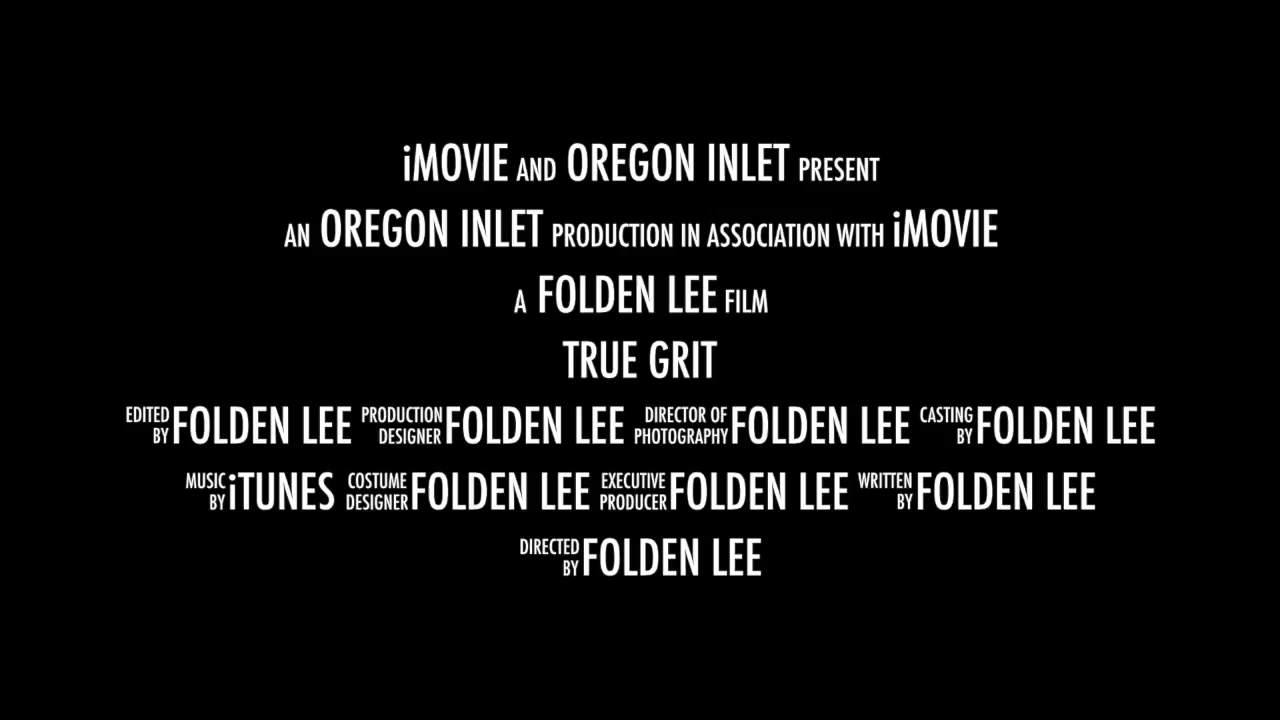 iMOVIE AND OREGON INLET PRESENT
AN OREGON INLET PRODUCTION IN ASSOCIATION WITH iMOVIE
A FOLDEN LEE FILM
TRUE GRIT
EDITED BY FOLDEN LEE PRODUCTION DESIGNER FOLDEN LEE DIRECTOR OF PHOTOGRAPHY FOLDEN LEE CASTING BY FOLDEN LEE
MUSIC BY iTUNES COSTUME DESIGNER FOLDEN LEE EXECUTIVE PRODUCER FOLDEN LEE WRITTEN BY FOLDEN LEE
DIRECTED BY FOLDEN LEE